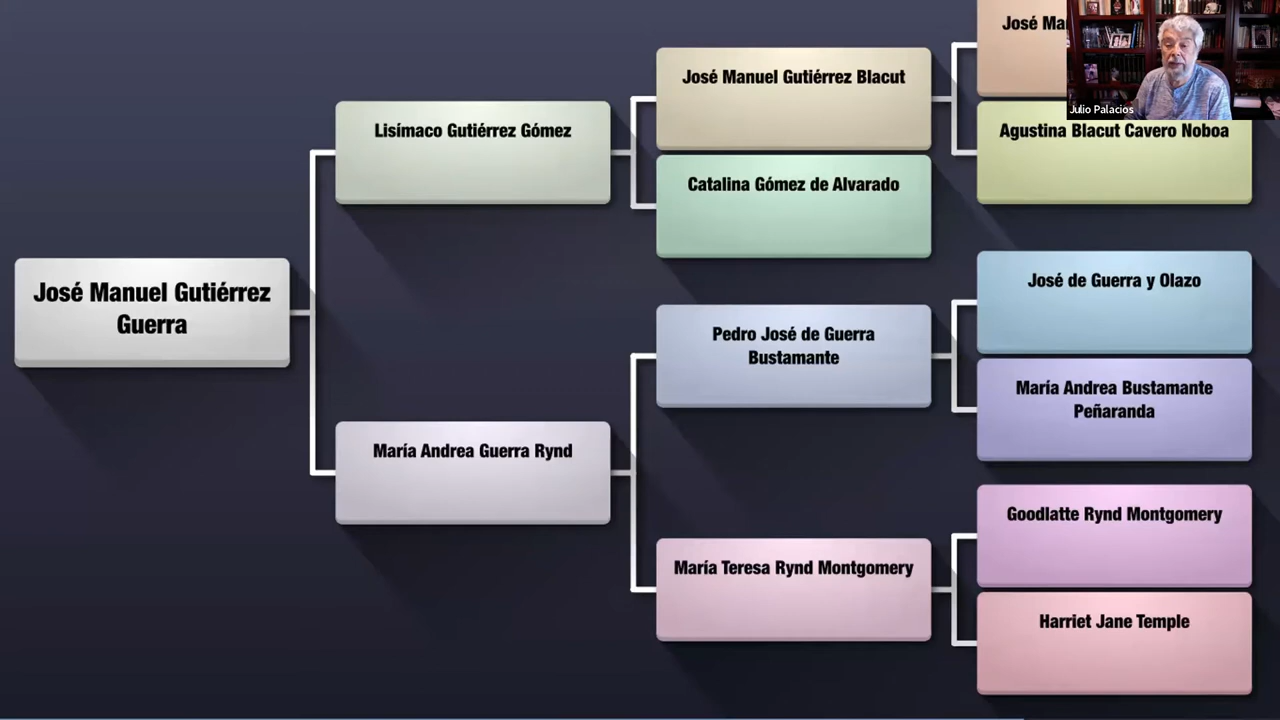 José Manuel Gutiérrez
Guerra
Lisímaco Gutiérrez Gómez
María Andrea Guerra Rynd
José Manuel Gutiérrez Blacut
Catalina Gómez de Alvarado
Pedro José de Guerra
Bustamante
María Teresa Rynd Montgomery
José
Agustina Blacut Cavero Noboa
José de Guerra y Olazo
María Andrea Bustamante
Peñaranda
Goodlatte Rynd Montgomery
Harriet Jane Temple
Julio Palacios